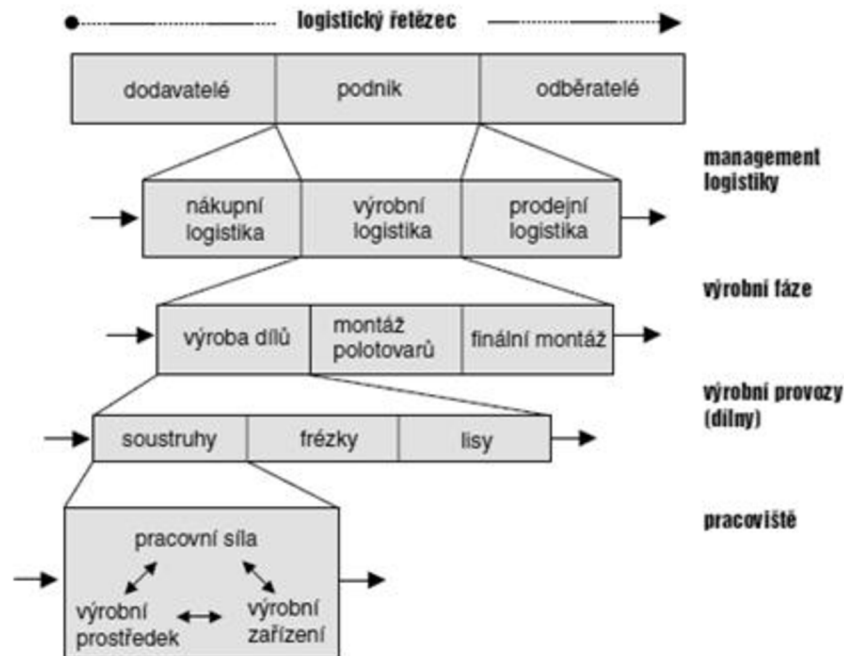 logistický řetězec
dodavatelé podnik odběratelé
management
logistiky
nákupní výrobní prodejní
logistika logistika logistika
výrobní fáze
výroba dílů montáž finální montáž
polotovarů
výrobní provozy
(dílny)
soustruhy frézky lisy
pracoviště
pracovní síla
výrobní výrobní
prostředek zařízení